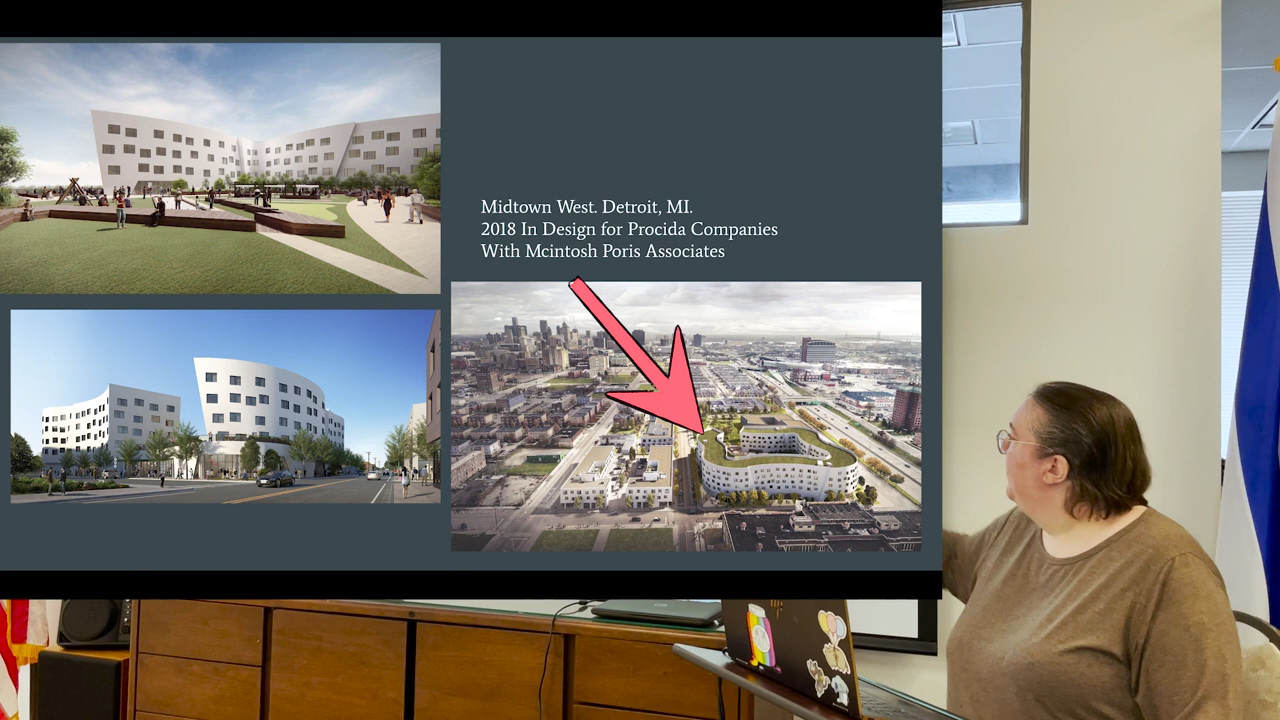 Midtown West. Detroit, MI.
2018 In Design for Procida Companies
With Mcintosh Poris Associates